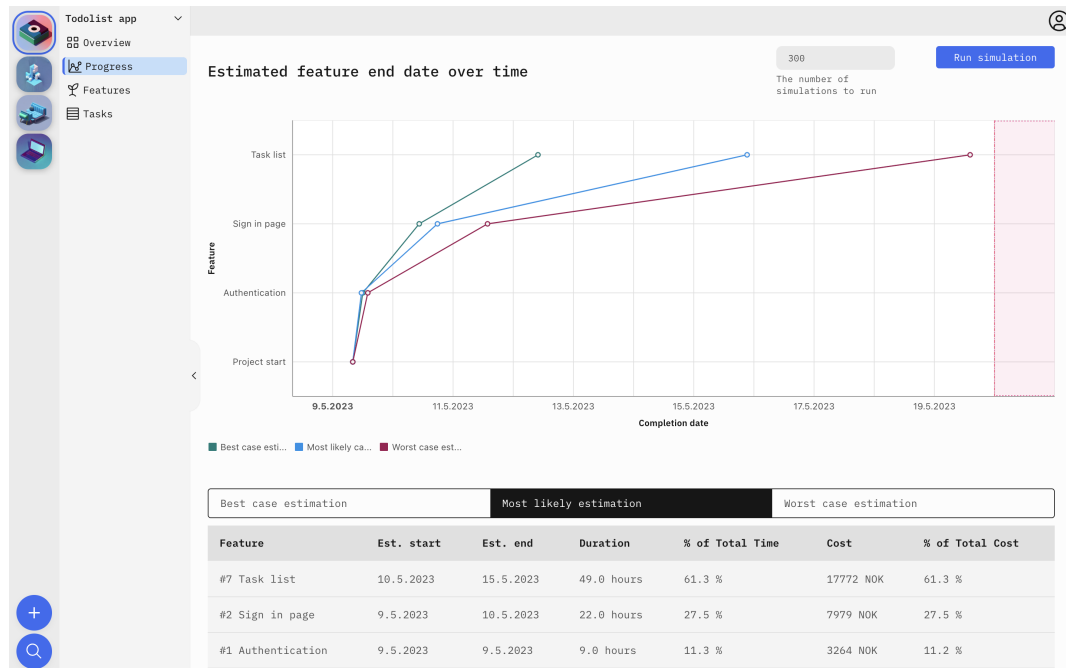 Todolist app
Overview
Progress
Features
Tasks
Estimated feature end date over time
300
The number of
simulations to run
Run simulation
Task list
Sign in page
Authentication
Project start
Feature
9.5.2023 11.5.2023 13.5.2023 15.5.2023 17.5.2023 19.5.2023
Completion date
Best case esti... Most likely ca... Worst case est...
Best case estimation Most likely estimation Worst case estimation
Feature Est. start Est. end Duration % of Total Time Cost % of Total Cost
#7 Task list 10.5.2023 15.5.2023 49.0 hours 61.3 % 17772 NOK 61.3 %
#2 Sign in page 9.5.2023 10.5.2023 22.0 hours 27.5 % 7979 NOK 27.5 %
#1 Authentication 9.5.2023 9.5.2023 9.0 hours 11.3 % 3264 NOK 11.2 %